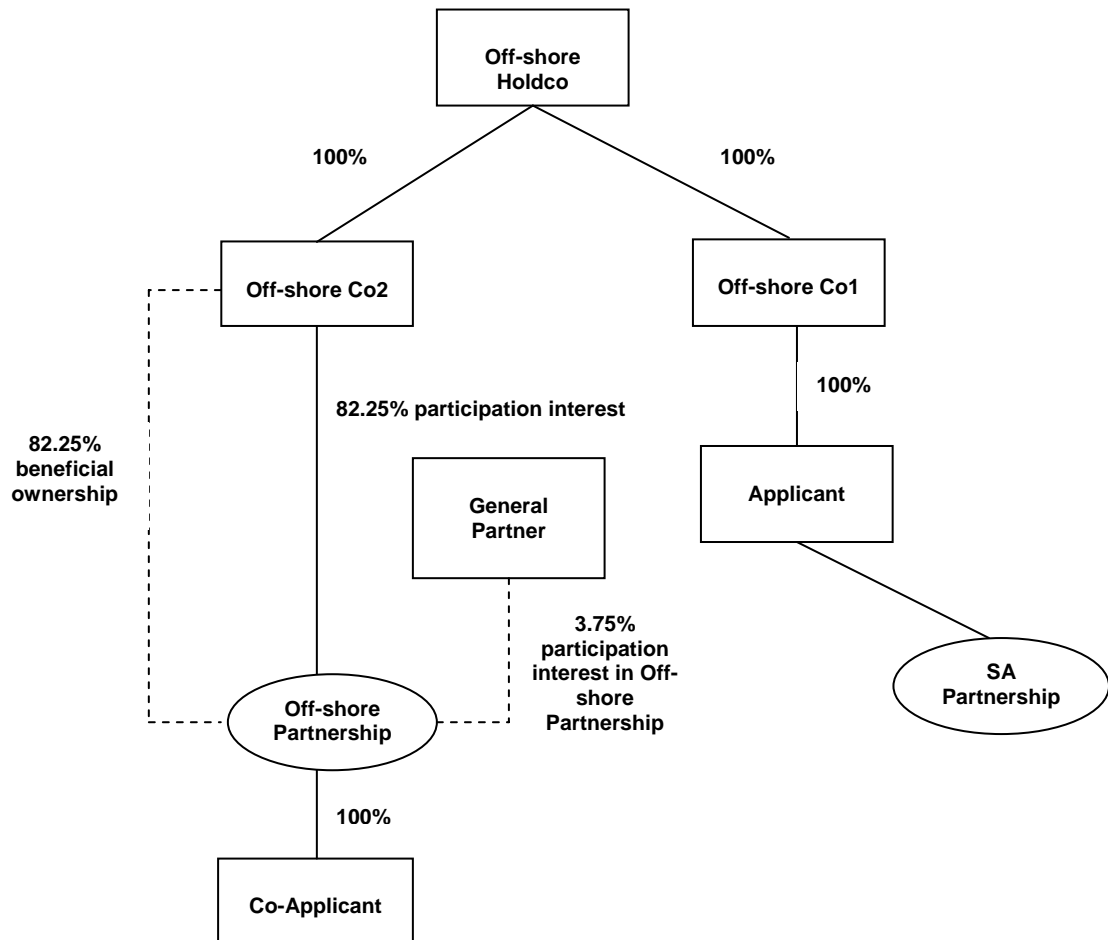 Off-shore
Holdco
100%
100%
Off-shore Co2
Off-shore Co1
100%
82.25% participation interest
82.25%
beneficial
ownership
General
Partner
Applicant
3.75%
participation
interest in Off-
shore
Partnership
SA
Partnership
Off-shore
Partnership
100%
Co-Applicant